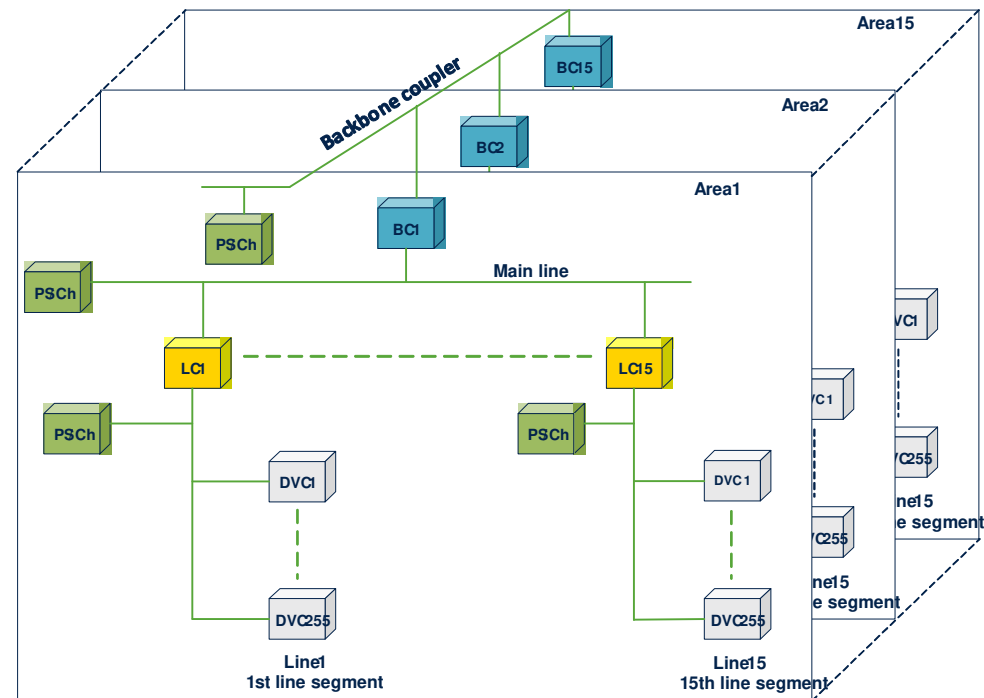 Area15
BC15
Backbone coupler
Area2
BC2
Area1
BC1
PSCh
Main line
PSCh
LC1
LC15
PSCh
PSCh
DVC1
DVC255
Line1
1st line segment
DVC1
DVC255
Line15
15th line segment
VC1
VC255
ne15
e segment
VC1
VC255
ne15
e segment